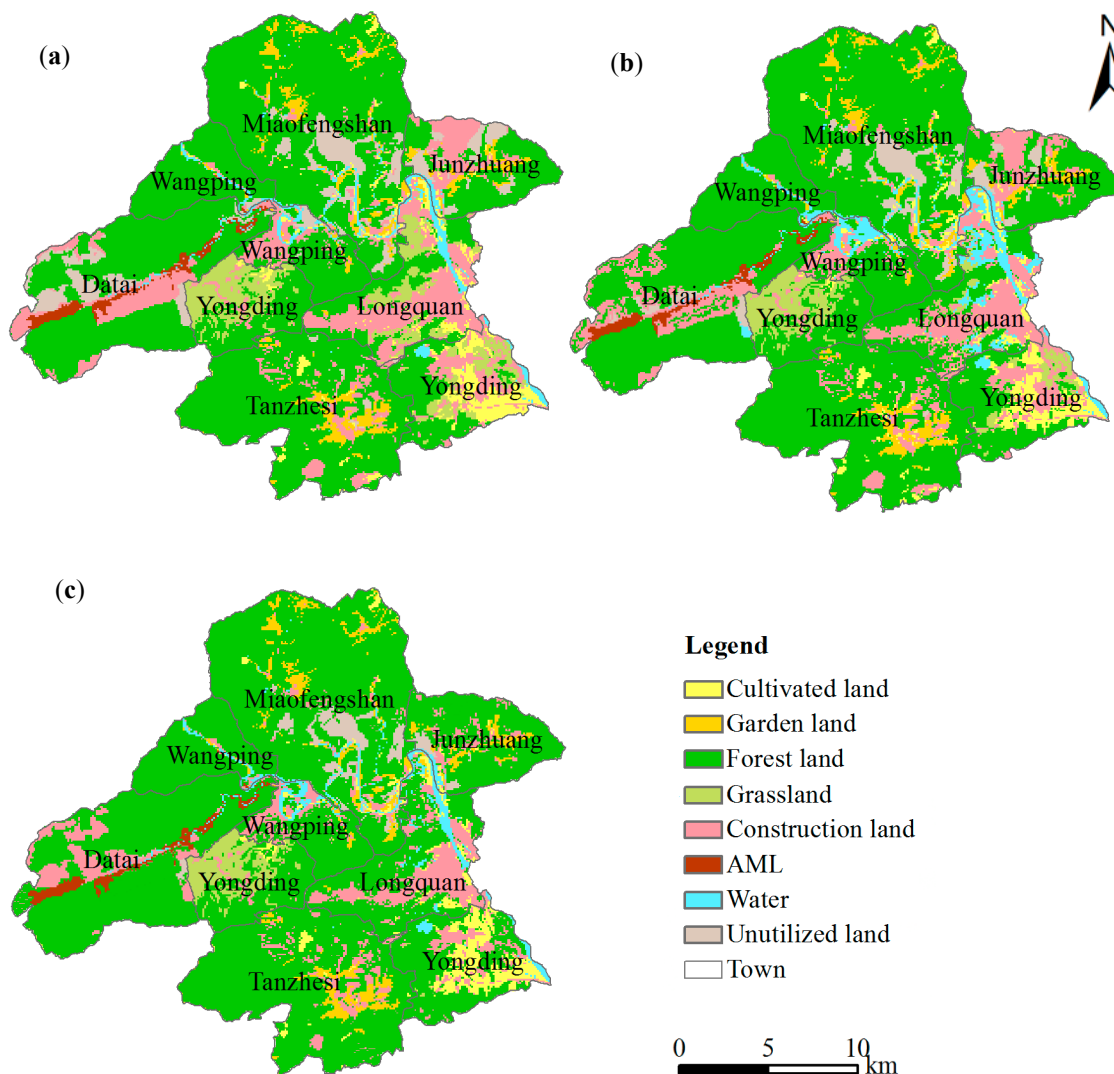 (a)
Miaofengshan
Junzhuang
Wangping
Wangping
Datai
Yongding
Longquan
Yongding
Tanzhesi
(b)
N
Miaofengshan
Junzhuang
Wangping
Wangping
Datai
Yongding
Longquan
Yongding
Tanzhesi
(c)
Miaofengshan
Junzhuang
Wangping
Wangping
Datai
Yongding
Longquan
Yongding
Tanzhesi
Legend
Cultivated land
Garden land
Forest land
Grassland
Construction land
AML
Water
Unutilized land
Town
0 5 10
km